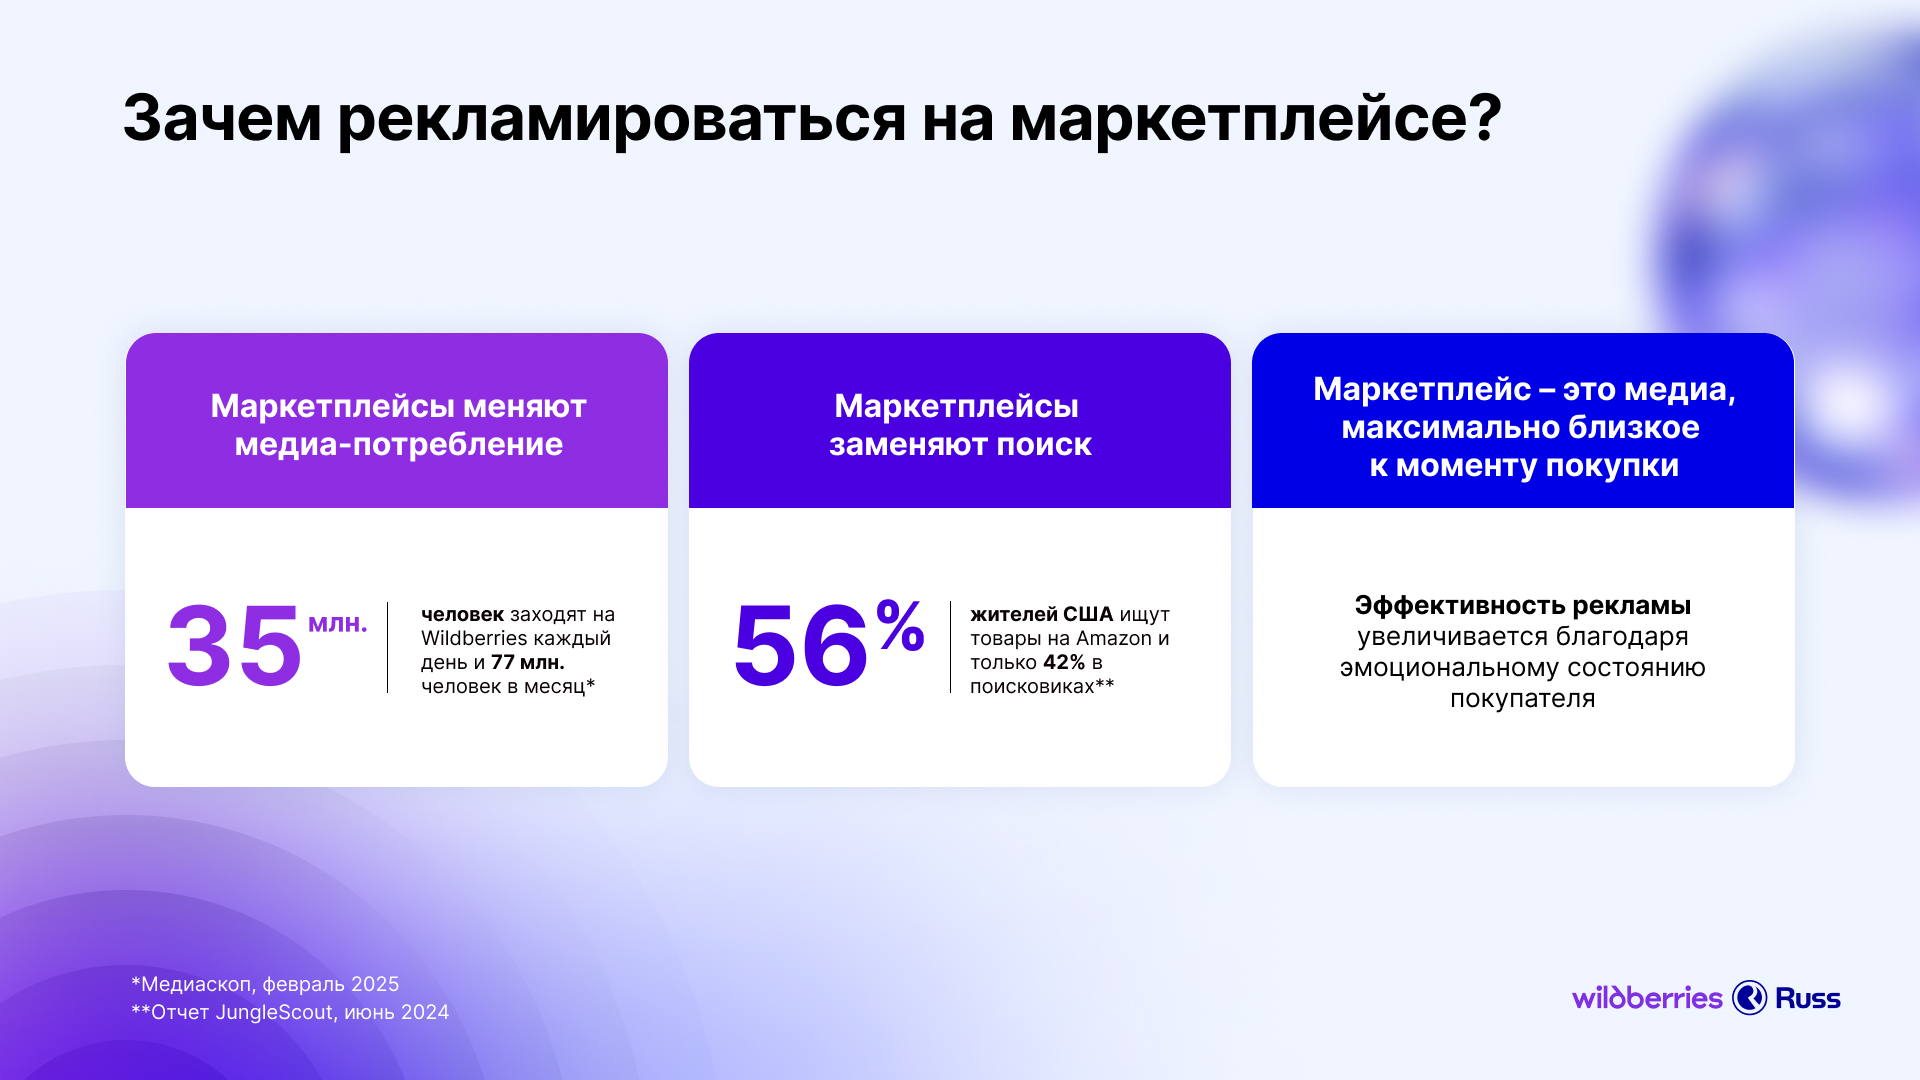 Зачем рекламироваться на маркетплейсе?
Маркетплейсы меняют
медиа-потребление
35 млн.
человек заходят на
Wildberries каждый
день и 77 млн.
человек в месяц*
Маркетплейсы
заменяют поиск
56%
жителей США ищут
товары на Amazon и
только 42% в
поисковиках**
Маркетплейс – это медиа,
максимально близкое
к моменту покупки
Эффективность рекламы
увеличивается благодаря
эмоциональному состоянию
покупателя
*Медиаскоп, февраль 2025
**Отчет JungleScout, июнь 2024
wildberries Russ